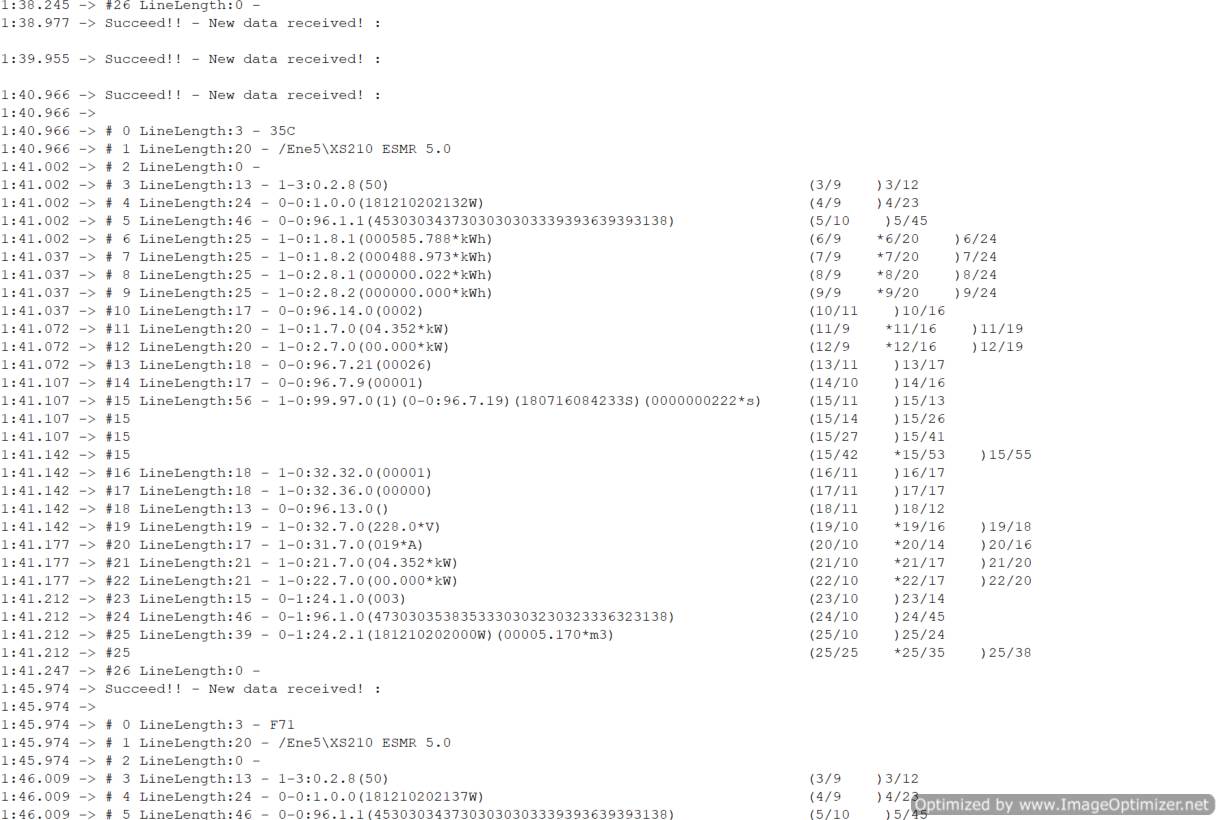 1:38.245 -> #26 LineLength:0 -
1:38.977 -> Succeed!! - New data received! :
1:39.955 -> Succeed!! - New data received! :
1:40.966 -> Succeed!! - New data received! :
1:40.966 ->
1:40.966 -> # 0 LineLength:3 - 35C
1:40.966 -> # 1 LineLength:20 - /Ene5\XS210 ESMR 5.0
1:41.002 -> # 2 LineLength:0 -
1:41.002 -> # 3 LineLength:13 - 1-3:0.2.8(50) (3/9 )3/12
1:41.002 -> # 4 LineLength:24 - 0-0:1.0.0(181210202132W) (4/9 )4/23
1:41.002 -> # 5 LineLength:46 - 0-0:96.1.1(4530303437303030303339393639393138) (5/10 )5/45
1:41.002 -> # 6 LineLength:25 - 1-0:1.8.1(000585.788*kWh) (6/9 *6/20 )6/24
1:41.037 -> # 7 LineLength:25 - 1-0:1.8.2(000488.973*kWh) (7/9 *7/20 )7/24
1:41.037 -> # 8 LineLength:25 - 1-0:2.8.1(000000.022*kWh) (8/9 *8/20 )8/24
1:41.037 -> # 9 LineLength:25 - 1-0:2.8.2(000000.000*kWh) (9/9 *9/20 )9/24
1:41.037 -> #10 LineLength:17 - 0-0:96.14.0(0002) (10/11 )10/16
1:41.072 -> #11 LineLength:20 - 1-0:1.7.0(04.352*kW) (11/9 *11/16 )11/19
1:41.072 -> #12 LineLength:20 - 1-0:2.7.0(00.000*kW) (12/9 *12/16 )12/19
1:41.072 -> #13 LineLength:18 - 0-0:96.7.21(00026) (13/11 )13/17
1:41.107 -> #14 LineLength:17 - 0-0:96.7.9(00001) (14/10 )14/16
1:41.107 -> #15 LineLength:56 - 1-0:99.97.0(1)(0-0:96.7.19)(180716084233S)(0000000222*s) (15/11 )15/13
1:41.107 -> #15 (15/14 )15/26
1:41.107 -> #15 (15/27 )15/41
1:41.142 -> #15 (15/42 *15/53 )15/55
1:41.142 -> #16 LineLength:18 - 1-0:32.32.0(00001) (16/11 )16/17
1:41.142 -> #17 LineLength:18 - 1-0:32.36.0(00000) (17/11 )17/17
1:41.142 -> #18 LineLength:13 - 0-0:96.13.0() (18/11 )18/12
1:41.142 -> #19 LineLength:19 - 1-0:32.7.0(228.0*V) (19/10 *19/16 )19/18
1:41.177 -> #20 LineLength:17 - 1-0:31.7.0(019*A) (20/10 *20/14 )20/16
1:41.177 -> #21 LineLength:21 - 1-0:21.7.0(04.352*kW) (21/10 *21/17 )21/20
1:41.177 -> #22 LineLength:21 - 1-0:22.7.0(00.000*kW) (22/10 *22/17 )22/20
1:41.212 -> #23 LineLength:15 - 0-1:24.1.0(003) (23/10 )23/14
1:41.212 -> #24 LineLength:46 - 0-1:96.1.0(4730303538353330303230323336323138) (24/10 )24/45
1:41.212 -> #25 LineLength:39 - 0-1:24.2.1(181210202000W)(00005.170*m3) (25/10 )25/24
1:41.212 -> #25 (25/25 *25/35 )25/38
1:41.247 -> #26 LineLength:0 -
1:45.974 -> Succeed!! - New data received! :
1:45.974 ->
1:45.974 -> # 0 LineLength:3 - F71
1:45.974 -> # 1 LineLength:20 - /Ene5\XS210 ESMR 5.0
1:45.974 -> # 2 LineLength:0 -
1:46.009 -> # 3 LineLength:13 - 1-3:0.2.8(50) (3/9 )3/12
1:46.009 -> # 4 LineLength:24 - 0-0:1.0.0(181210202137W) (4/9 )4/23
1:46.009 -> # 5 LineLength:46 - 0-0:96.1.1(4530303437303030303339393639393138) (5/10 )5/45
Optimized by www.ImageOptimizer.net